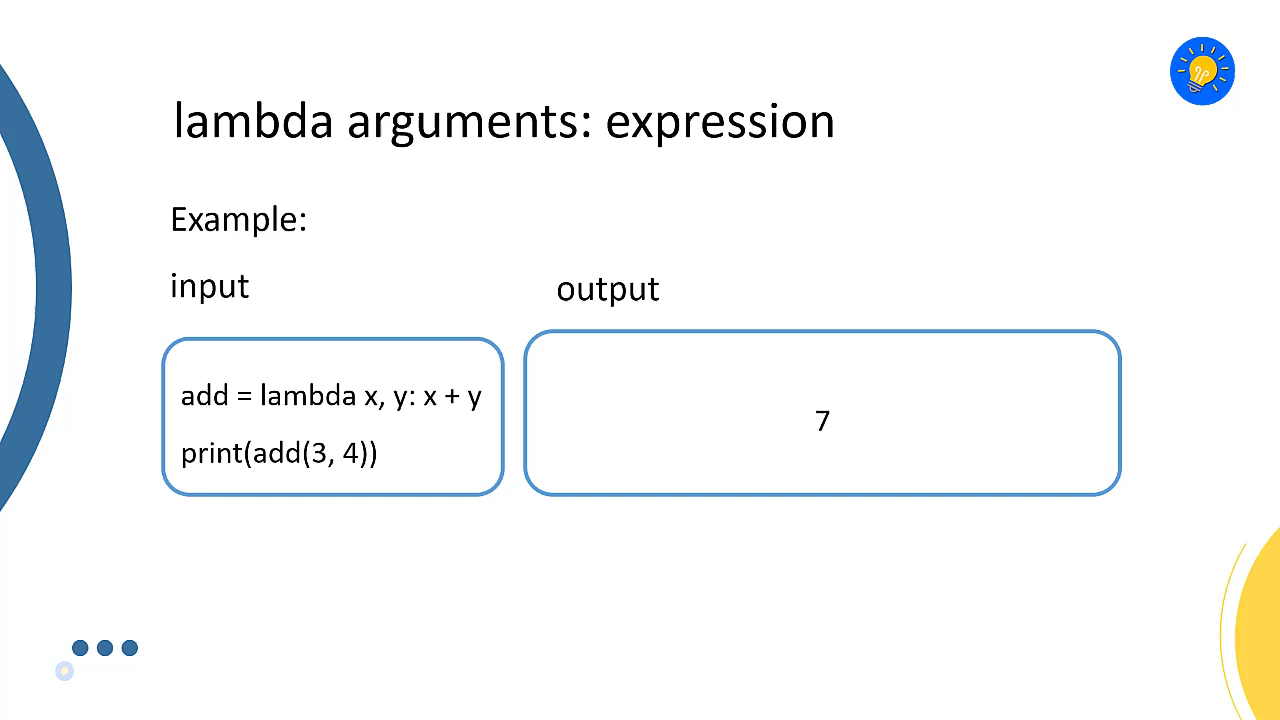 lambda arguments: expression
Example:
input
output
add = lambda x, y: x + y
print(add(3, 4))
7